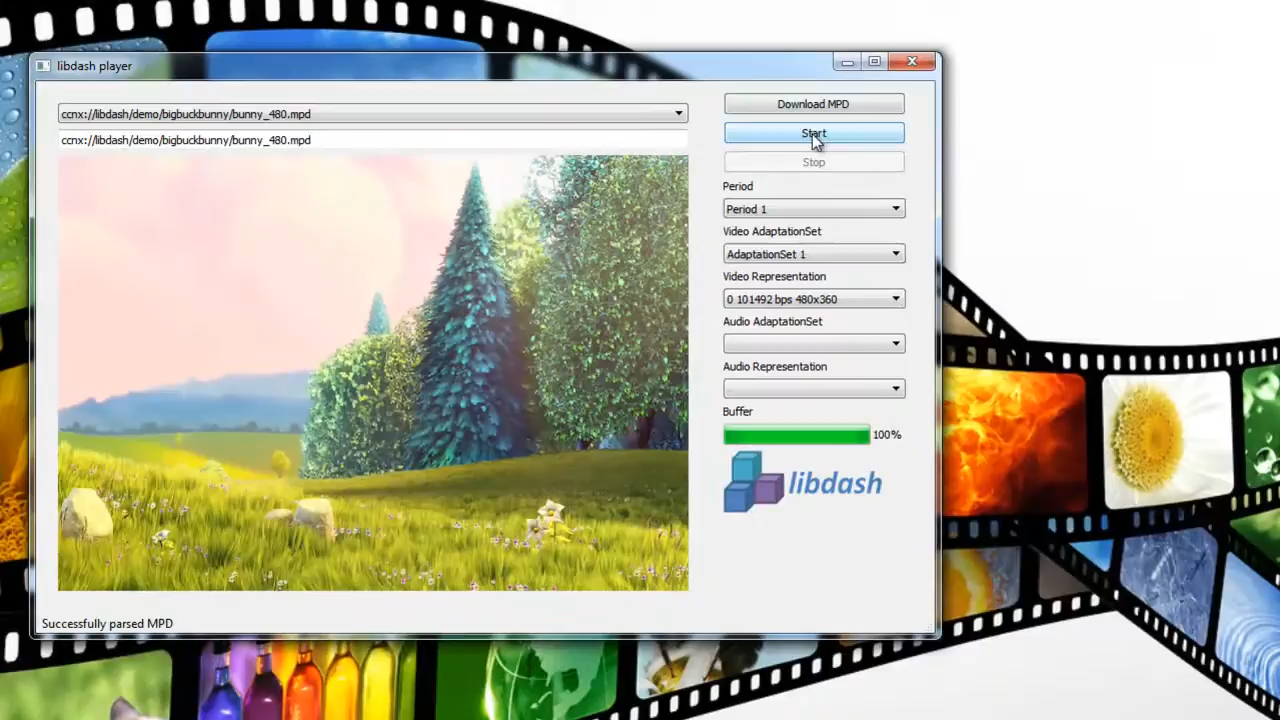 libdash player
ccnx://libdash/demo/bigbuckbunny/bunny_480.mpd
ccnx://libdash/demo/bigbuckbunny/bunny_480.mpd
Download MPD
Start
Stop
Period
Period 1
Video AdaptationSet
AdaptationSet 1
Video Representation
0 101492 bps 480x360
Audio AdaptationSet
Audio Representation
Buffer
100%
libdash
Successfully parsed MPD